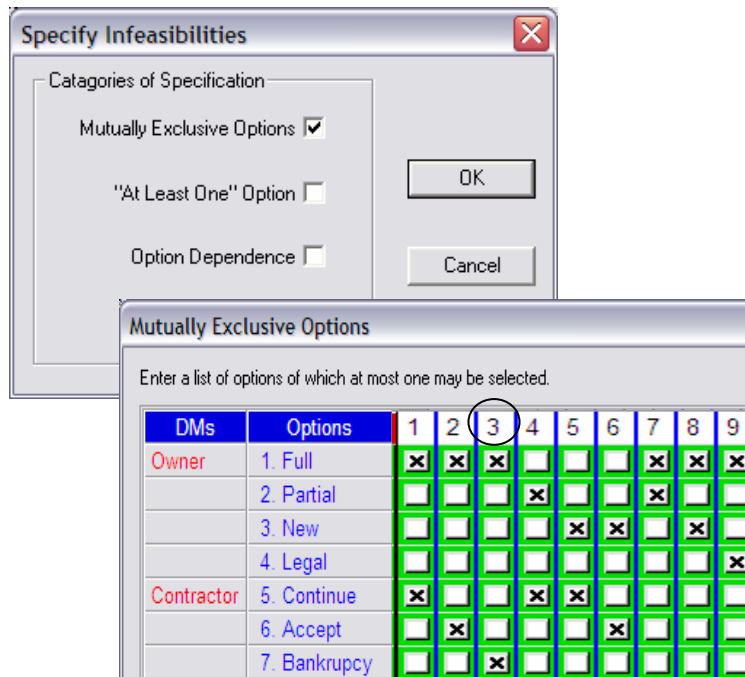 Specify Infeasibilities
Catagories of Specification
Mutually Exclusive Options
"At Least One" Option
Option Dependence
OK
Cancel
Mutually Exclusive Options
Enter a list of options of which at most one may be selected.
DMs Options 1 2 3 4 5 6 7 8 9
Owner 1. Full
2. Partial
3. New
4. Legal
Contractor 5. Continue
6. Accept
7. Bankrupcy